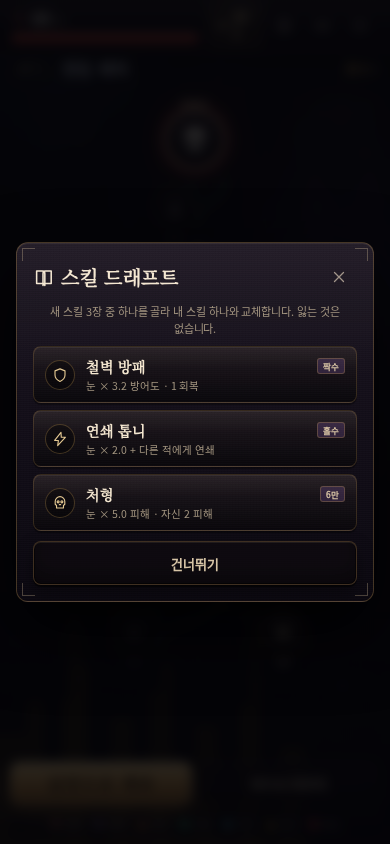 스킬 드래프트
새 스킬 3장 중 하나를 골라 내 스킬 하나와 교체합니다. 잃는 것은
없습니다.
철벽 방패
짝수
눈 × 3.2 방어도 · 1 회복
연쇄 톱니
홀수
눈 × 2.0 + 다른 적에게 연쇄
처형
6만
눈 × 5.0 피해 · 자신 2 피해
건너뛰기